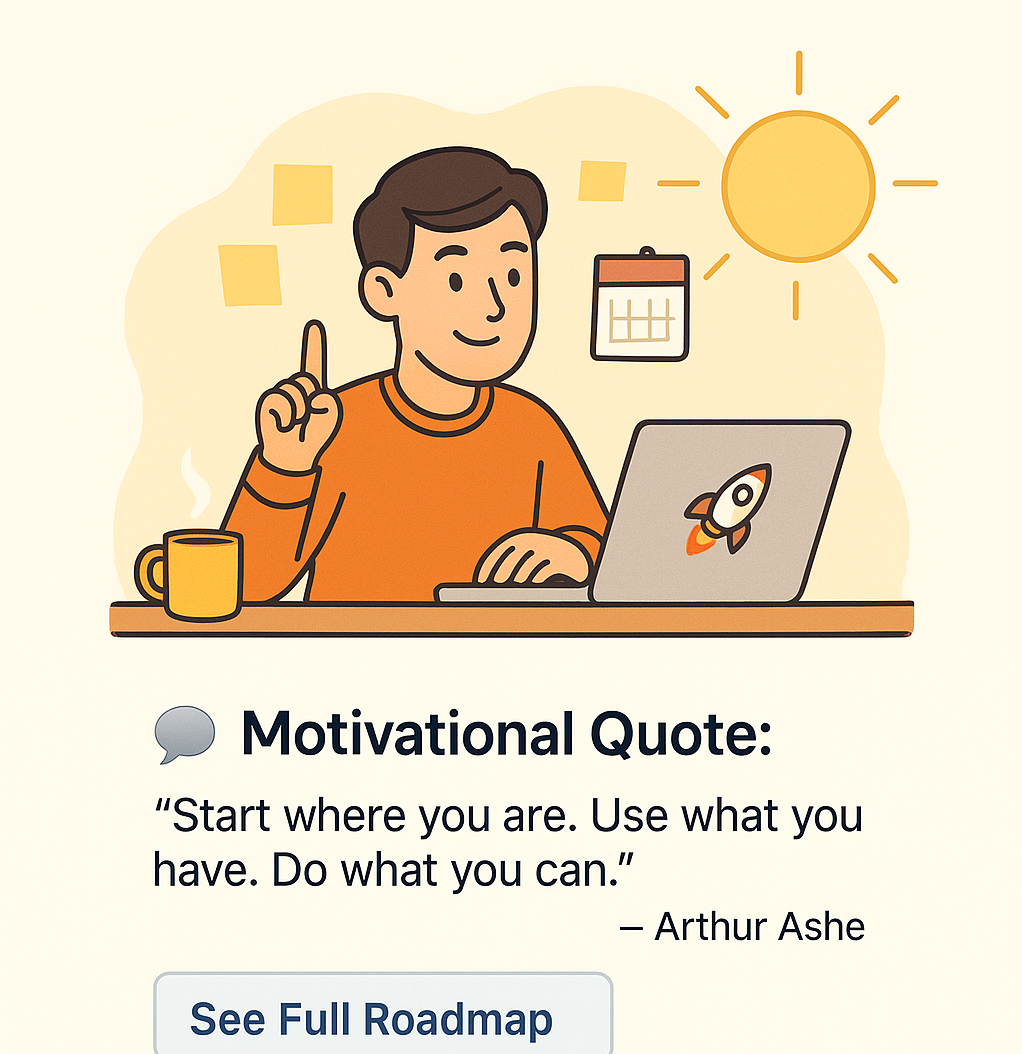 💬 Motivational Quote:
“Start where you are. Use what you
have. Do what you can.”
– Arthur Ashe
See Full Roadmap